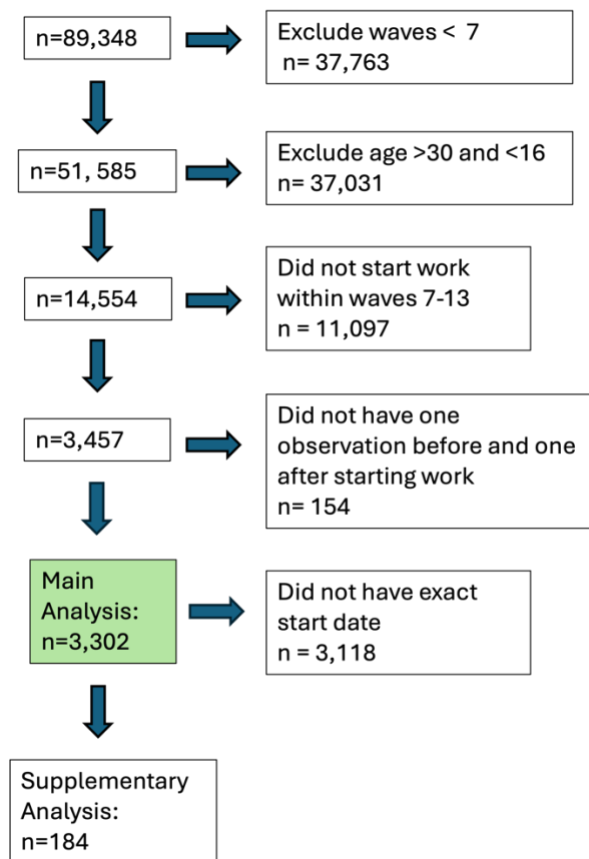 n=89,348
Exclude waves < 7
n= 37,763
n=51, 585
Exclude age >30 and <16
n= 37,031
n=14,554
Did not start work
within waves 7-13
n = 11,097
n=3,457
Did not have one
observation before and one
after starting work
n= 154
Main
Analysis:
n=3,302
Did not have exact
start date
n = 3,118
Supplementary
Analysis:
n=184